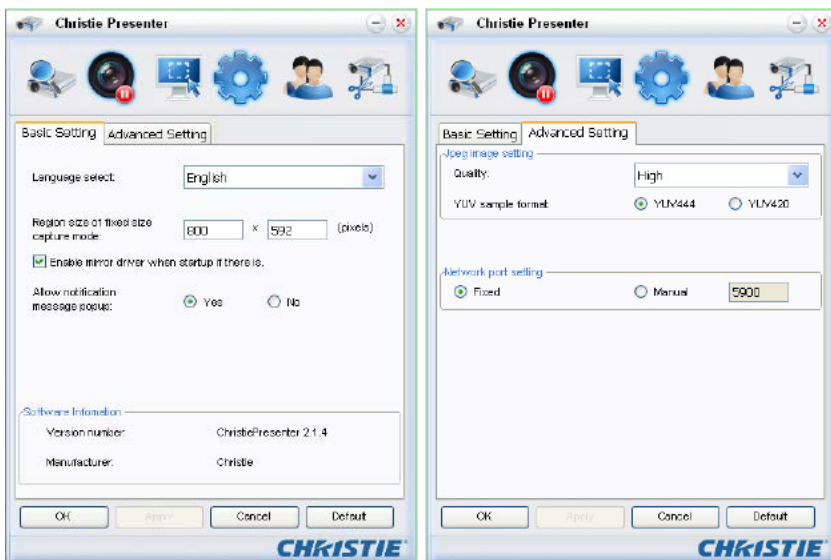 Christie Presenter
Basic Setting Advanced Setting
Language select: English
Region size of fixed size
capture mode: 800 x 592 (pixels)
Enable mirror driver when startup if there is.
Allow notification
message popup: Yes No
Software Infomation
Version number: ChristiePresenter 2.1.4
Manufacturer: Christie
OK Apply Cancel Default
CHRISTIE
Christie Presenter
Basic Setting Advanced Setting
Jpeg image setting
Quality: High
YUV sample format: YUV444 YUV420
Network port setting
Fixed Manual 5900
OK Apply Cancel Default
CHRISTIE